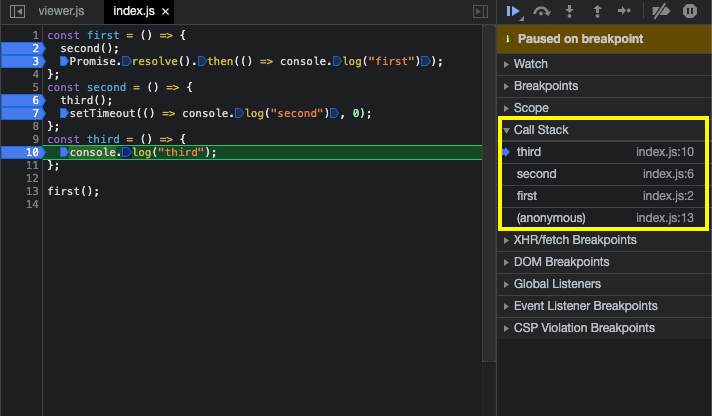 viewer.js index.js ×
1 const first = () => {
2 second();
3 Promise.resolve().then(() => console.log("first"));
4 };
5 const second = () => {
6 third();
7 setTimeout(() => console.log("second"), 0);
8 };
9 const third = () => {
10 console.log("third");
11 };
12
13 first();
14
Paused on breakpoint
Watch
Breakpoints
Scope
Call Stack
third index.js:10
second index.js:6
first index.js:2
(anonymous) index.js:13
XHR/fetch Breakpoints
DOM Breakpoints
Global Listeners
Event Listener Breakpoints
CSP Violation Breakpoints